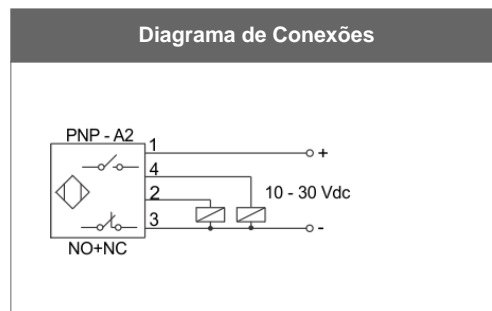 Diagrama de Conexões
PNP - A2
1
+
4
2
10 - 30 Vdc
3
-
NO+NC